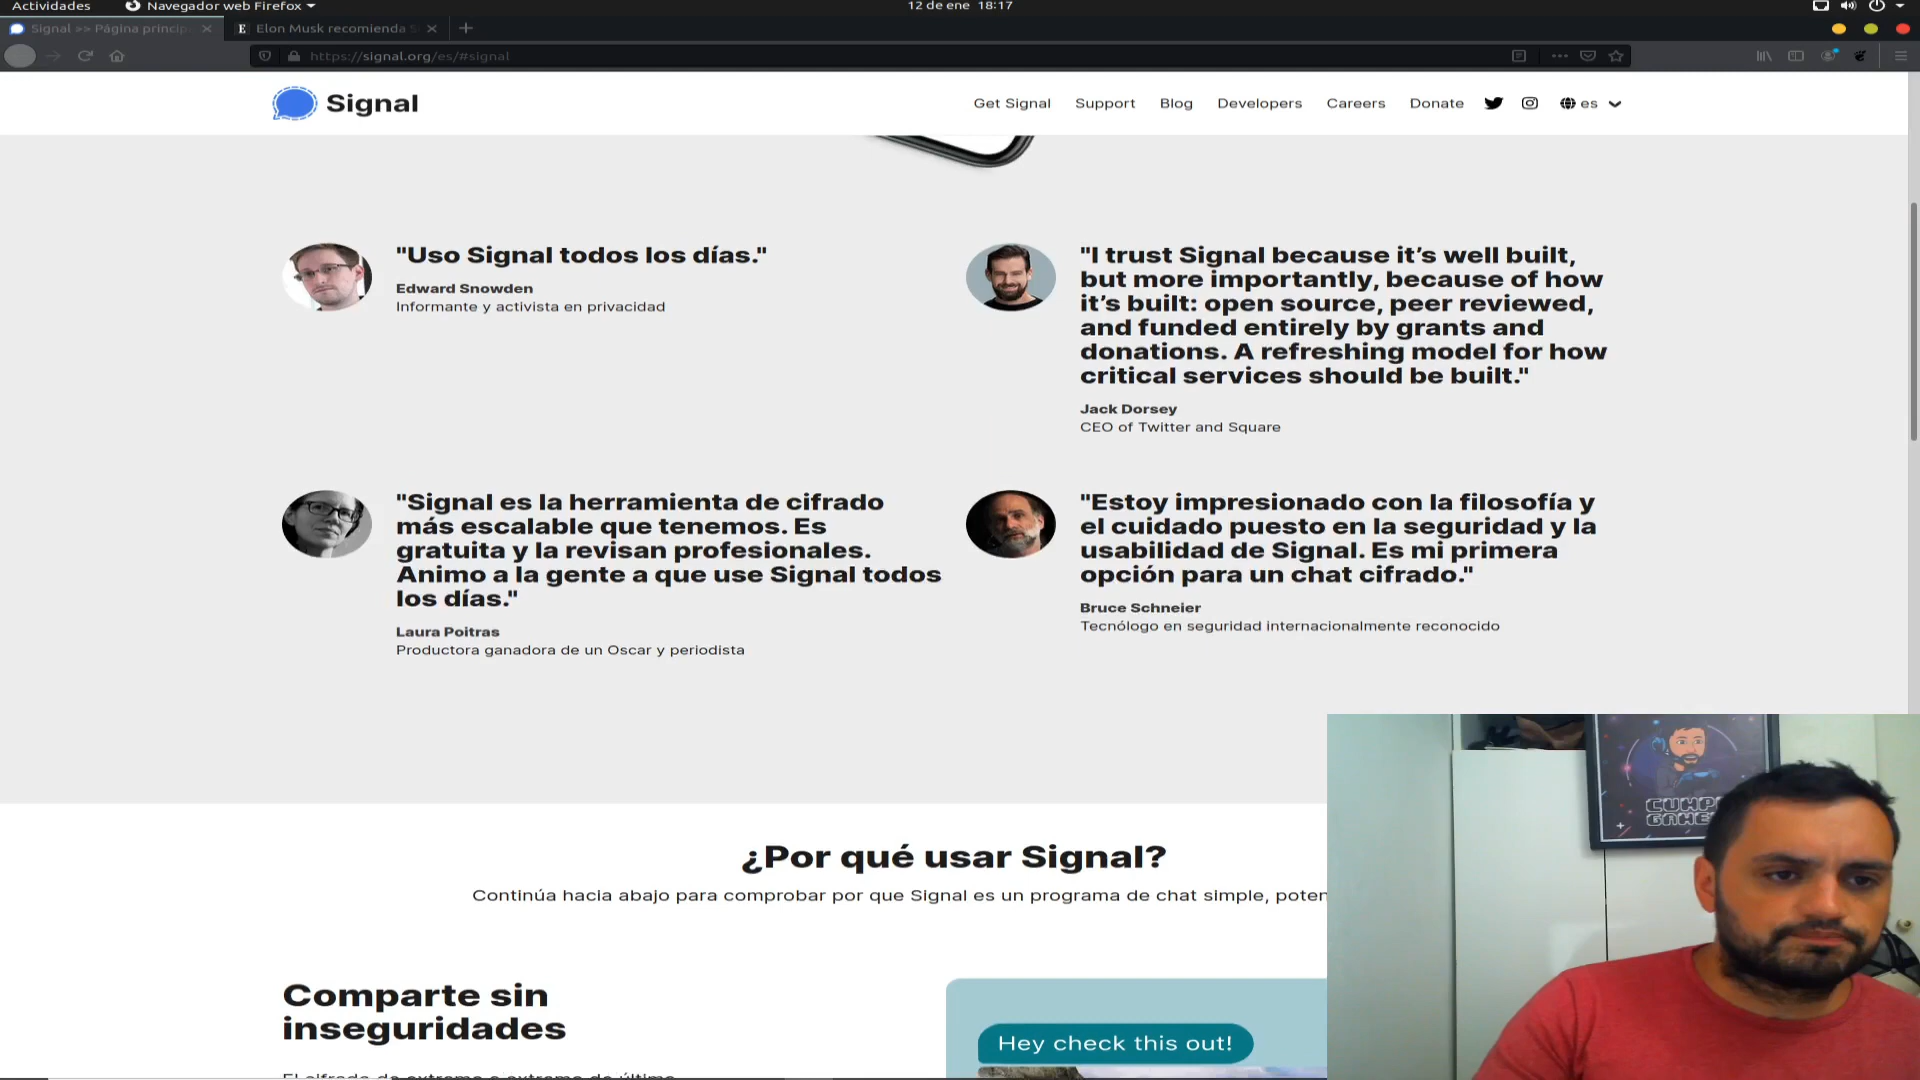 Actividades
Navegador web Firefox
12 de ene 18:17
Signal >> Página princip
Elon Musk recomienda
https://signal.org/es/#signal
Signal
Get Signal
Support
Blog
Developers
Careers
Donate
es
"Uso Signal todos los días."
Edward Snowden
Informante y activista en privacidad
"I trust Signal because it’s well built,
but more importantly, because of how
it’s built: open source, peer reviewed,
and funded entirely by grants and
donations. A refreshing model for how
critical services should be built."
Jack Dorsey
CEO of Twitter and Square
"Signal es la herramienta de cifrado
más escalable que tenemos. Es
gratuita y la revisan profesionales.
Animo a la gente a que use Signal todos
los días."
Laura Poitras
Productora ganadora de un Oscar y periodista
"Estoy impresionado con la filosofía y
el cuidado puesto en la seguridad y la
usabilidad de Signal. Es mi primera
opción para un chat cifrado."
Bruce Schneier
Tecnólogo en seguridad internacionalmente reconocido
¿Por qué usar Signal?
Continúa hacia abajo para comprobar por que Signal es un programa de chat simple, poten
Comparte sin
inseguridades
Hey check this out!
El cifrado de extremo a extremo de último